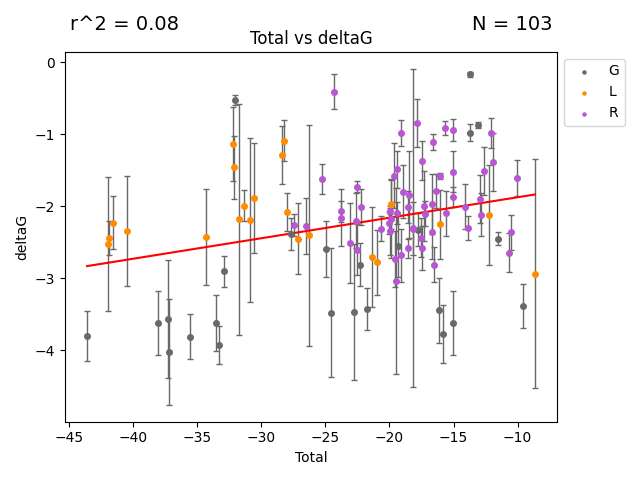 r^2 = 0.08
N = 103
Total vs deltaG
0
−1
−2
−3
−4
deltaG
−45
−40
−35
−30
−25
−20
−15
−10
Total
G
L
R